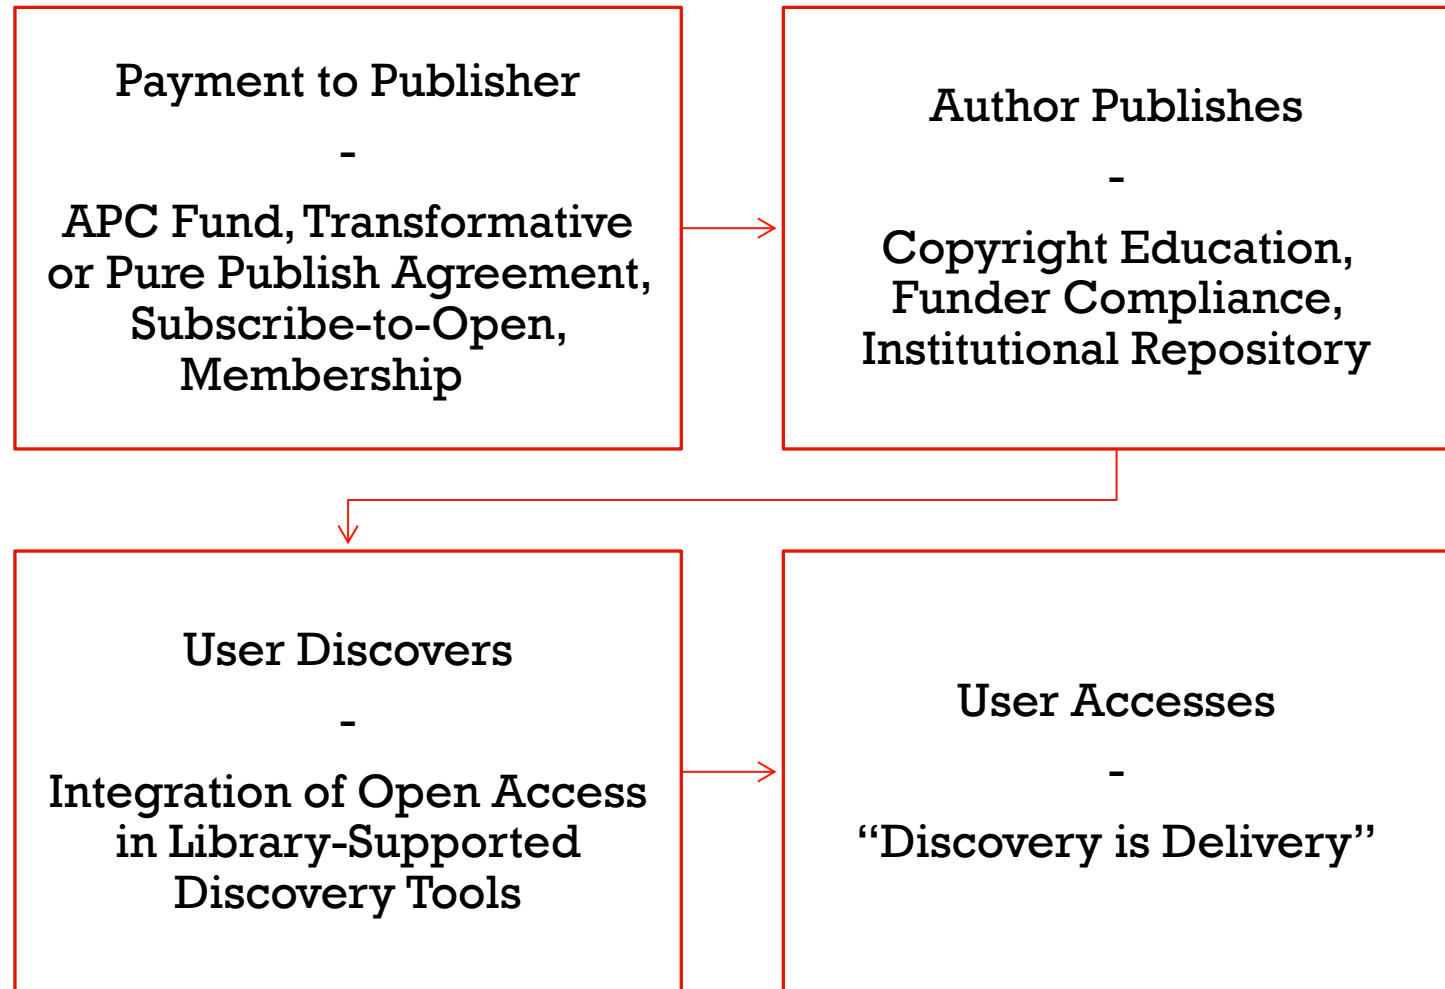 Payment to Publisher
-
APC Fund, Transformative
or Pure Publish Agreement,
Subscribe-to-Open,
Membership
Author Publishes
-
Copyright Education,
Funder Compliance,
Institutional Repository
User Discovers
-
Integration of Open Access
in Library-Supported
Discovery Tools
User Accesses
-
“Discovery is Delivery”